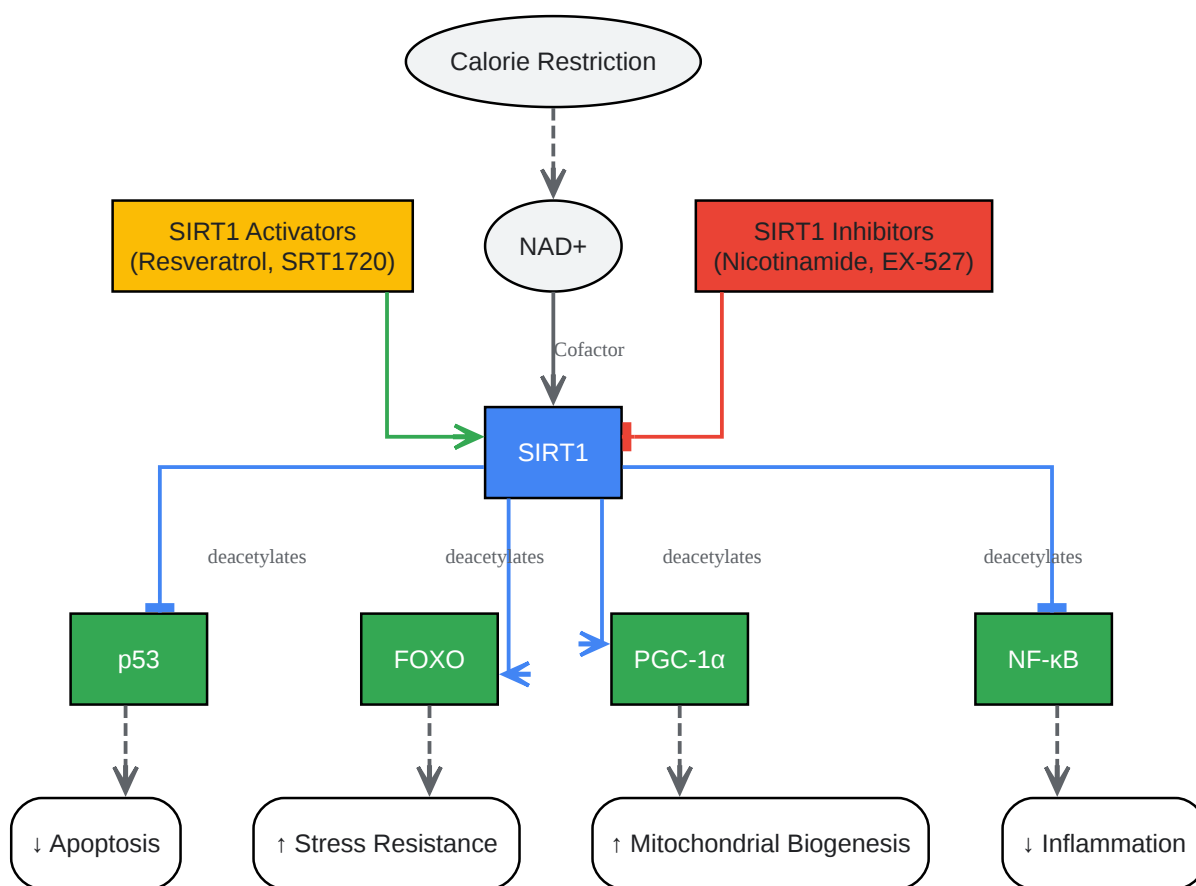 Calorie Restriction
SIRT1 Activators
(Resveratrol, SRT1720)
NAD+
SIRT1 Inhibitors
(Nicotinamide, EX-527)
Cofactor
SIRT1
deacetylates
deacetylates
deacetylates
deacetylates
p53
FOXO
PGC-1α
NF-κB
↓ Apoptosis
↑ Stress Resistance
↑ Mitochondrial Biogenesis
↓ Inflammation